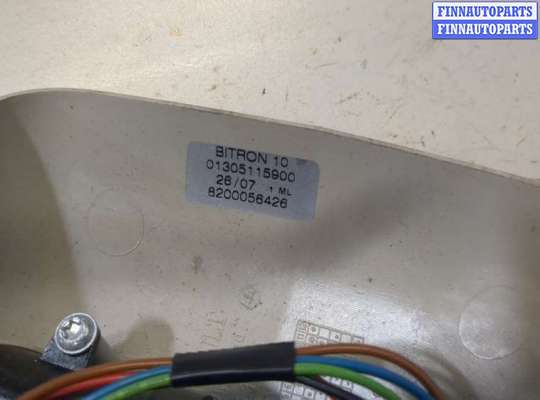 FINNAUTOPARTS
FINNAUTOPARTS
BITRON 10
01305115900
26/07 1 ML
8200056426